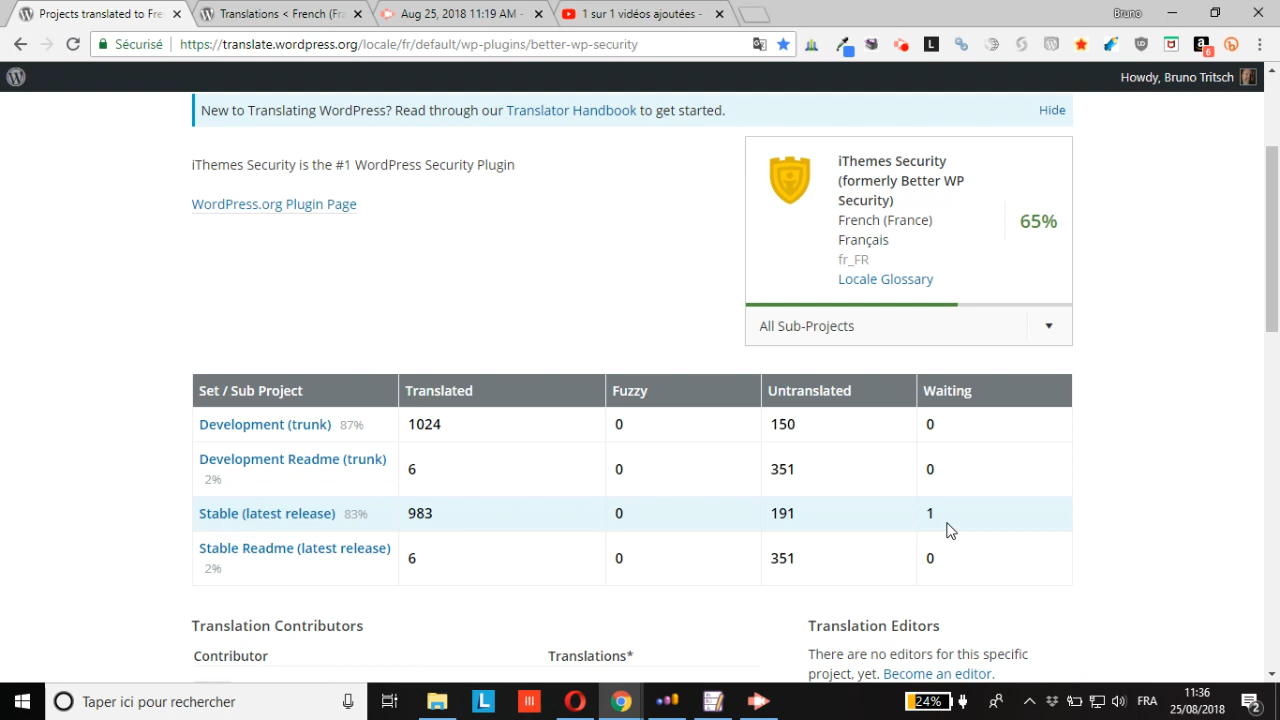 Projects translated to Fre
Translations < French (Fra
Aug 25, 2018 11:19 AM -
1 sur 1 vidéos ajoutées -
Bruno
Sécurisé
https://translate.wordpress.org/locale/fr/default/wp-plugins/better-wp-security
6
Howdy, Bruno Tritsch
New to Translating WordPress? Read through our Translator Handbook to get started.
Hide
iThemes Security is the #1 WordPress Security Plugin
WordPress.org Plugin Page
iThemes Security
(formerly Better WP
Security)
French (France)
Français
fr_FR
Locale Glossary
65%
All Sub-Projects
Set / Sub Project Translated Fuzzy Untranslated Waiting
Development (trunk) 87% 1024 0 150 0
Development Readme (trunk)
2% 6 0 351 0
Stable (latest release) 83% 983 0 191 1
Stable Readme (latest release)
2% 6 0 351 0
Translation Contributors
Contributor Translations*
Translation Editors
There are no editors for this specific
project, yet. Become an editor.
Taper ici pour rechercher
24%
FRA
11:36
25/08/2018
2